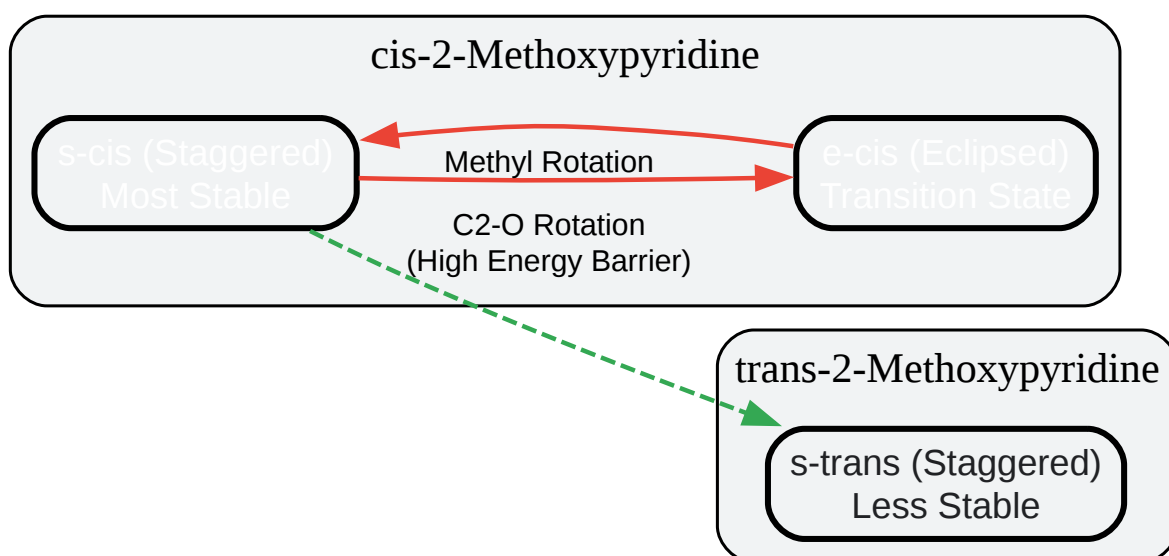 cis-2-Methoxypyridine
s-cis (Staggered)
Most Stable
Methyl Rotation
e-cis (Eclipsed)
Transition State
C2-O Rotation
(High Energy Barrier)
trans-2-Methoxypyridine
s-trans (Staggered)
Less Stable